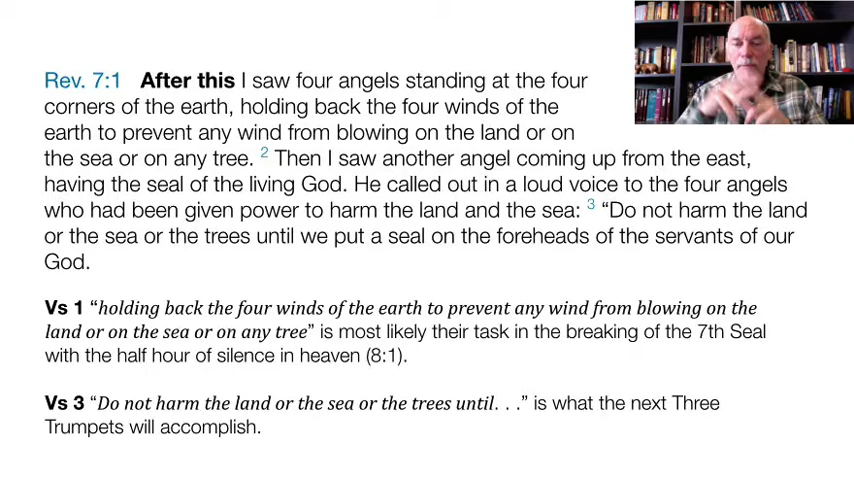 Rev. 7:1 After this I saw four angels standing at the four
corners of the earth, holding back the four winds of the
earth to prevent any wind from blowing on the land or on
the sea or on any tree. 2 Then I saw another angel coming up from the east,
having the seal of the living God. He called out in a loud voice to the four angels
who had been given power to harm the land and the sea: 3 “Do not harm the land
or the sea or the trees until we put a seal on the foreheads of the servants of our
God.
Vs 1 “holding back the four winds of the earth to prevent any wind from blowing on the
land or on the sea or on any tree” is most likely their task in the breaking of the 7th Seal
with the half hour of silence in heaven (8:1).
Vs 3 “Do not harm the land or the sea or the trees until. . .” is what the next Three
Trumpets will accomplish.